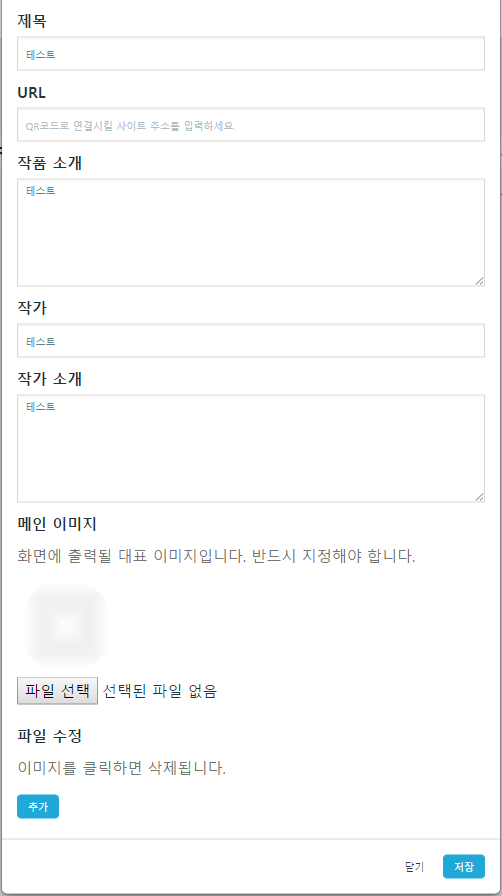 제목
테스트
URL
QR코드로 연결시킬 사이트 주소를 입력하세요.
작품 소개
테스트
작가
테스트
작가 소개
테스트
메인 이미지
화면에 출력될 대표 이미지입니다. 반드시 지정해야 합니다.
파일 선택 선택된 파일 없음
파일 수정
이미지를 클릭하면 삭제됩니다.
추가
닫기 저장